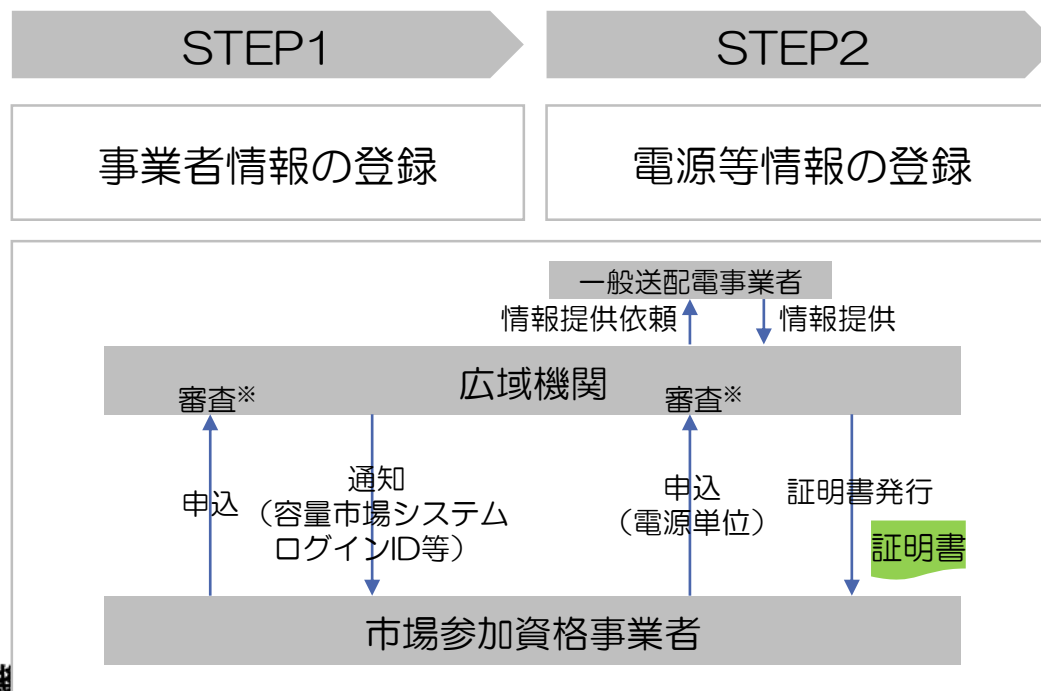 STEP1
STEP2
事業者情報の登録
電源等情報の登録
一般送配電事業者
情報提供依頼
情報提供
広域機関
審査※
審査※
申込
通知
（容量市場システム
ログインID等）
申込
（電源単位）
証明書発行
証明書
市場参加資格事業者